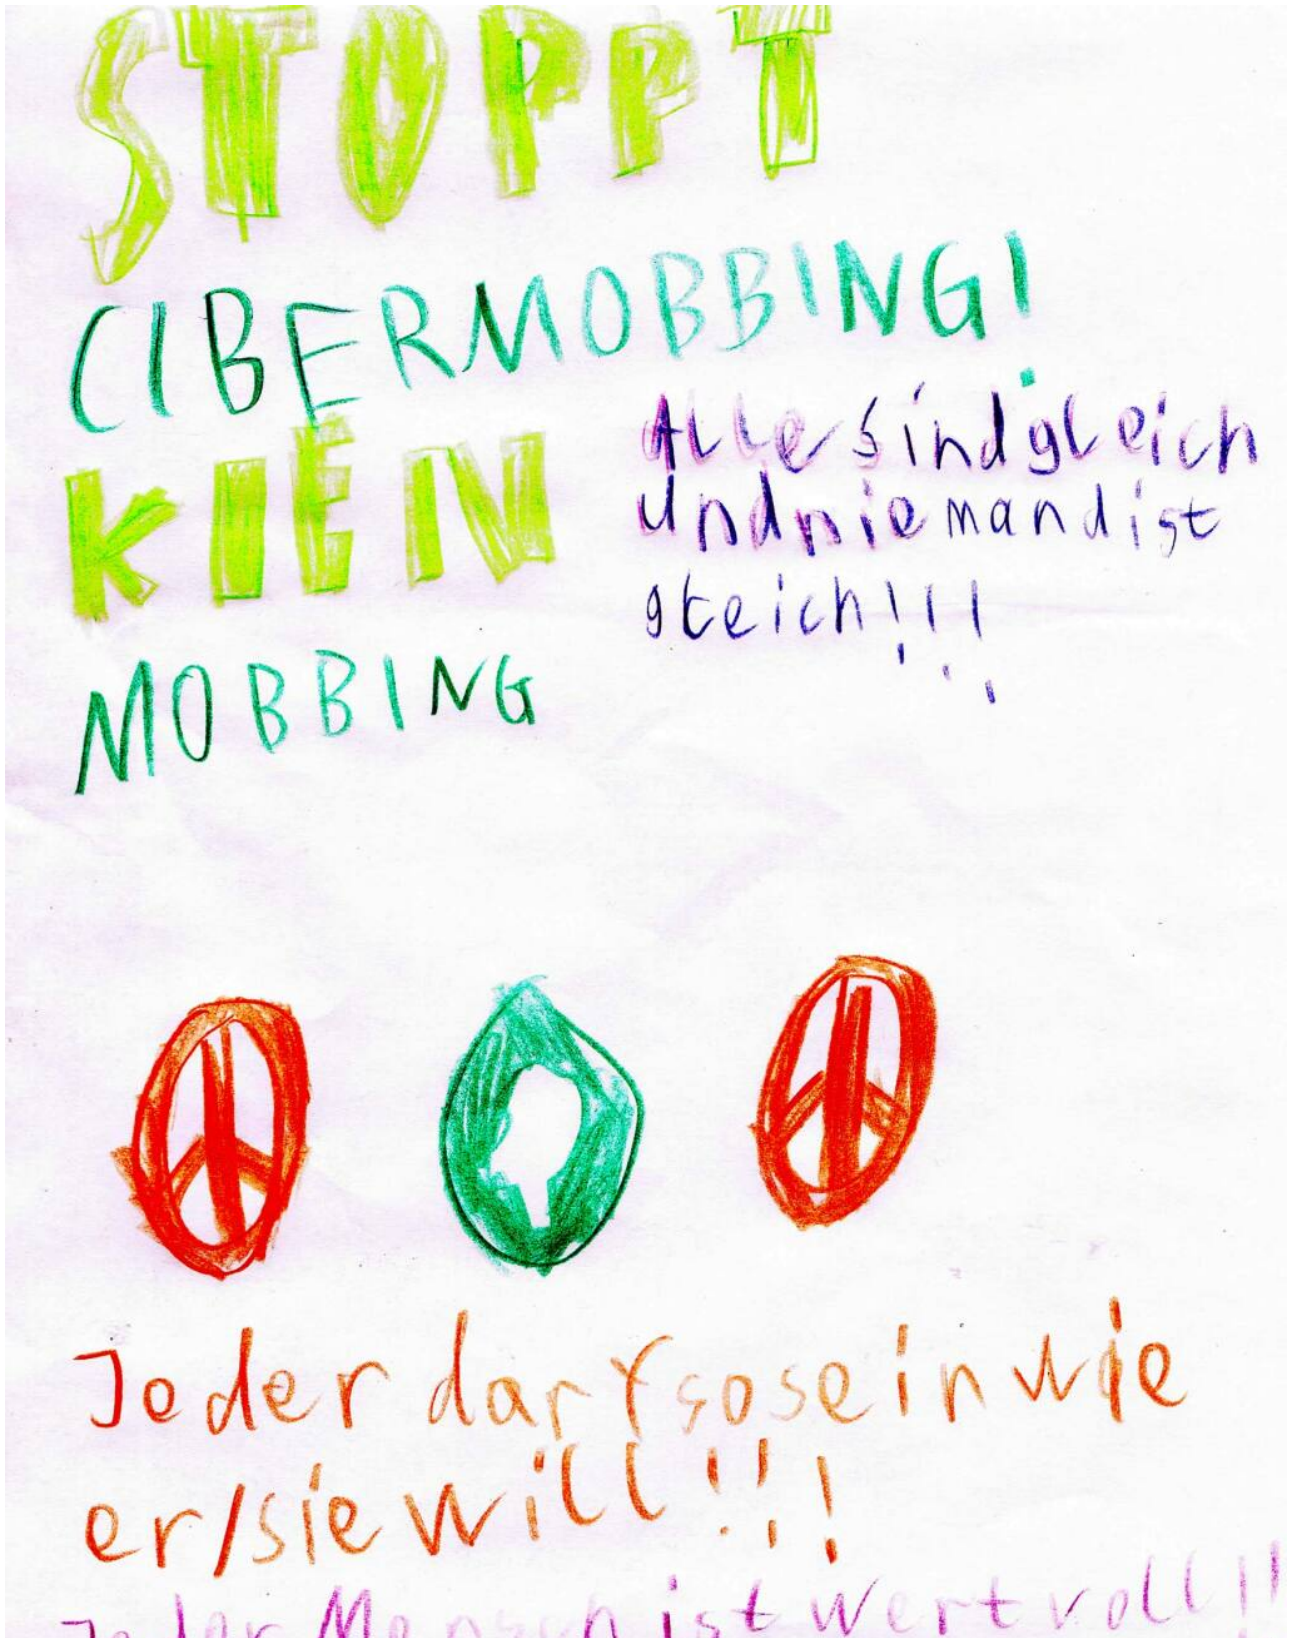 STOPPT
CIBERMOBBING!
KIEN
MOBBING
Alle sind gleich
und niemand ist
gleich!!!
Jeder darf so sein wie
er/sie will!!!
Jeder Mensch ist wertvoll!!